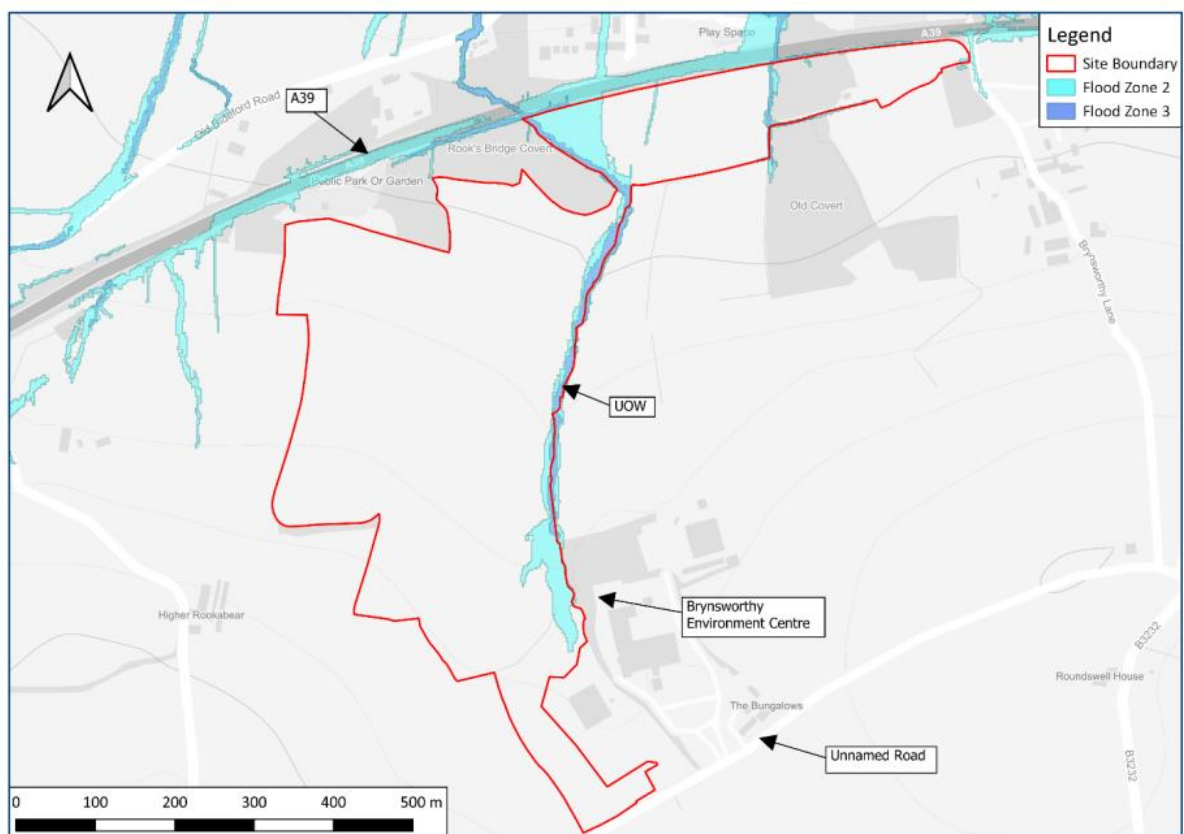 Legend
Site Boundary
Flood Zone 2
Flood Zone 3
Play Space
A39
A39
Old Bideford Road
Rook's Bridge Covert
Public Park Or Garden
Old Covert
Brynsworthy Lane
UOW
Higher Rookabear
Brynsworthy
Environment Centre
B3232
Roundswell House
The Bungalows
Unnamed Road
B3232
0 100 200 300 400 500 m